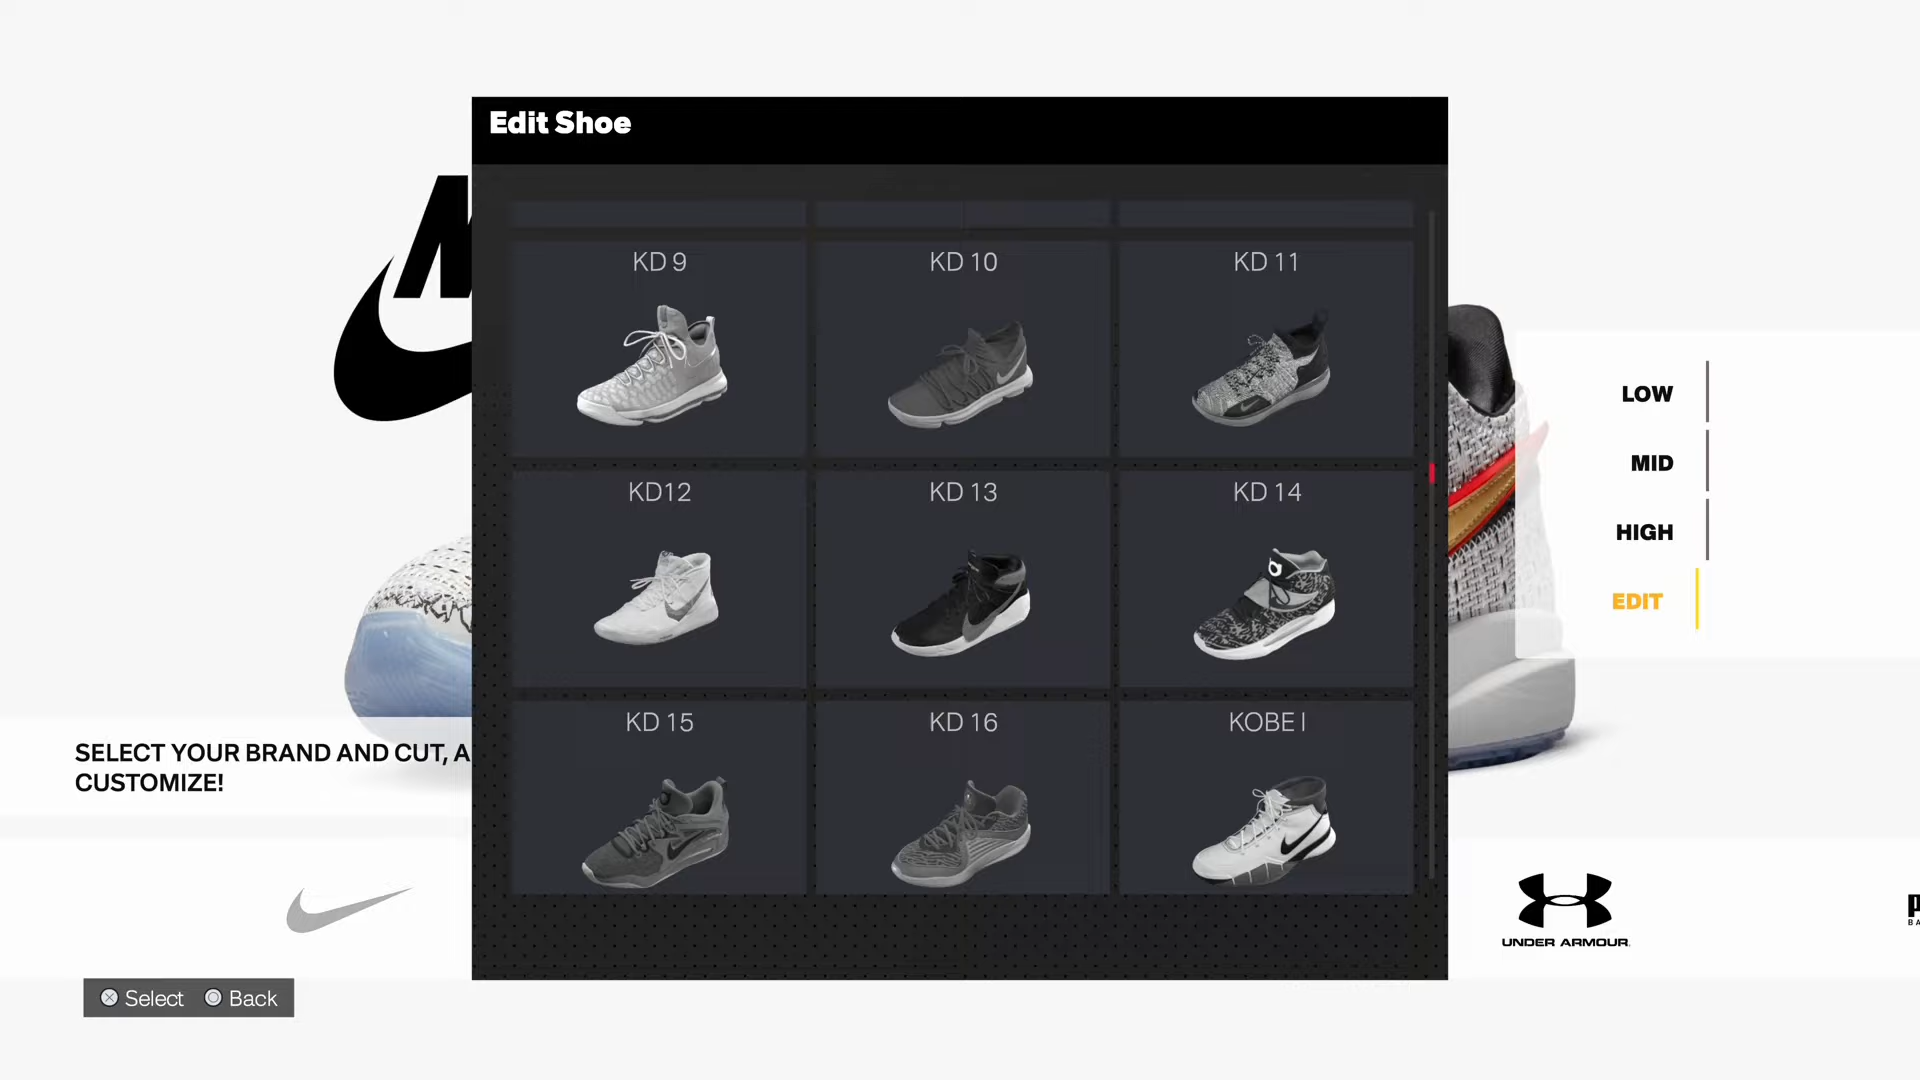 Edit Shoe
KD 9
KD 10
KD 11
KD12
KD 13
KD 14
KD 15
KD 16
KOBE I
LOW
MID
HIGH
EDIT
SELECT YOUR BRAND AND CUT, A
CUSTOMIZE!
UNDER ARMOUR
Select
Back